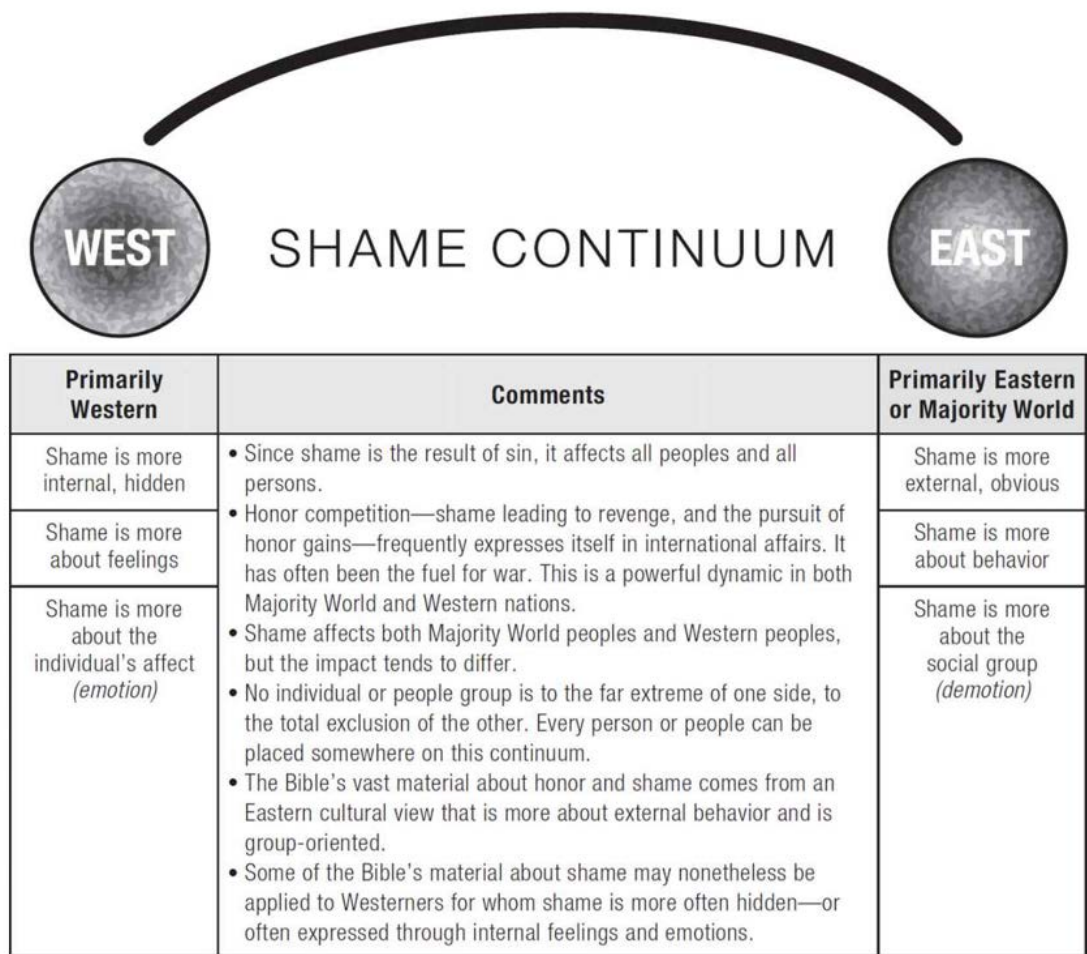 WEST
SHAME CONTINUUM
EAST
Primarily
Western
Comments
Primarily Eastern
or Majority World
Shame is more
internal, hidden
Shame is more
about feelings
Shame is more
about the
individual's affect
(emotion)
• Since shame is the result of sin, it affects all peoples and all
persons.
• Honor competition—shame leading to revenge, and the pursuit of
honor gains—frequently expresses itself in international affairs. It
has often been the fuel for war. This is a powerful dynamic in both
Majority World and Western nations.
• Shame affects both Majority World peoples and Western peoples,
but the impact tends to differ.
• No individual or people group is to the far extreme of one side, to
the total exclusion of the other. Every person or people can be
placed somewhere on this continuum.
• The Bible's vast material about honor and shame comes from an
Eastern cultural view that is more about external behavior and is
group-oriented.
• Some of the Bible's material about shame may nonetheless be
applied to Westerners for whom shame is more often hidden—or
often expressed through internal feelings and emotions.
Shame is more
external, obvious
Shame is more
about behavior
Shame is more
about the
social group
(demotion)